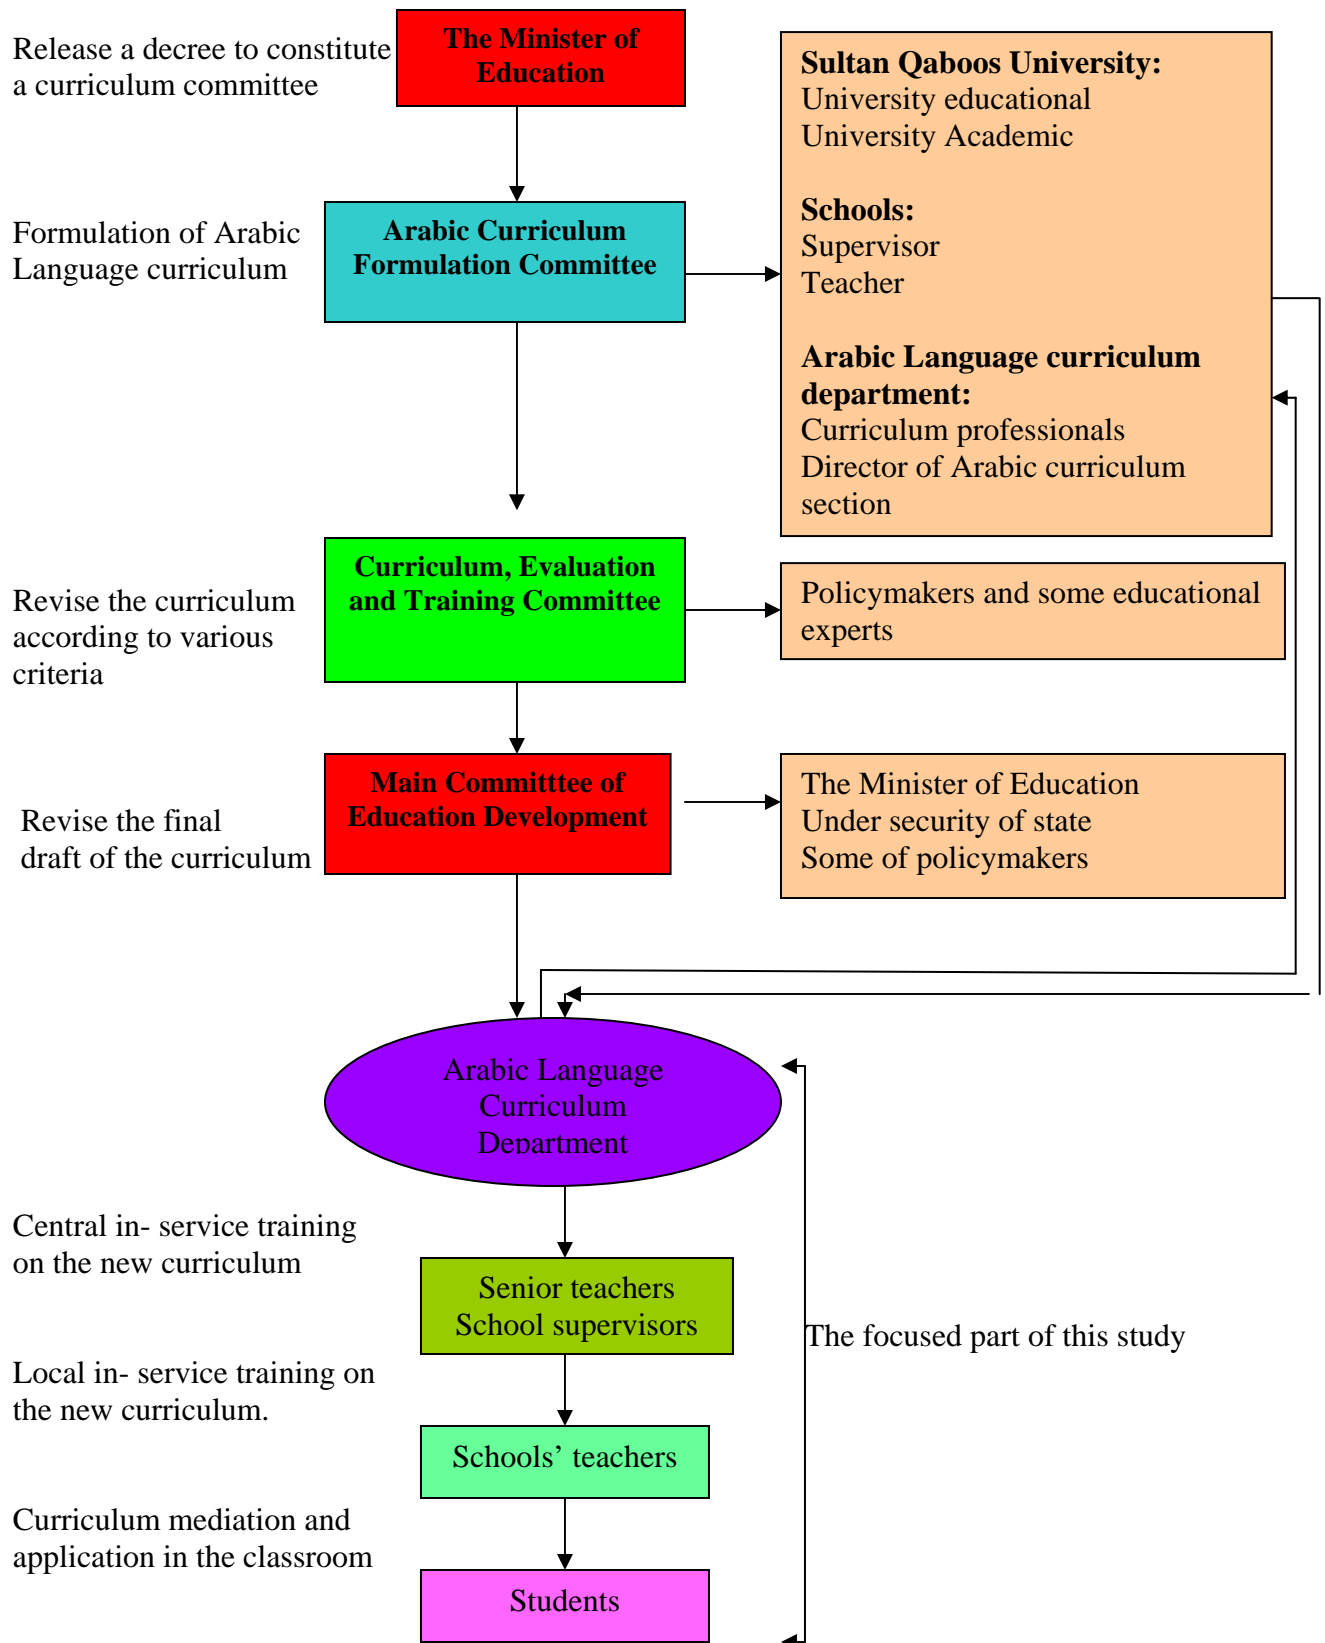 Release a decree to constitute
a curriculum committee
The Minister of
Education
Sultan Qaboos University:
University educational
University Academic
Schools:
Supervisor
Teacher
Arabic Language curriculum
department:
Curriculum professionals
Director of Arabic curriculum
section
Formulation of Arabic
Language curriculum
Arabic Curriculum
Formulation Committee
Revise the curriculum
according to various
criteria
Curriculum, Evaluation
and Training Committee
Policymakers and some educational
experts
Revise the final
draft of the curriculum
Main Committtee of
Education Development
The Minister of Education
Under security of state
Some of policymakers
Arabic Language
Curriculum
Department
Central in- service training
on the new curriculum
Senior teachers
School supervisors
The focused part of this study
Local in- service training on
the new curriculum.
Schools’ teachers
Curriculum mediation and
application in the classroom
Students